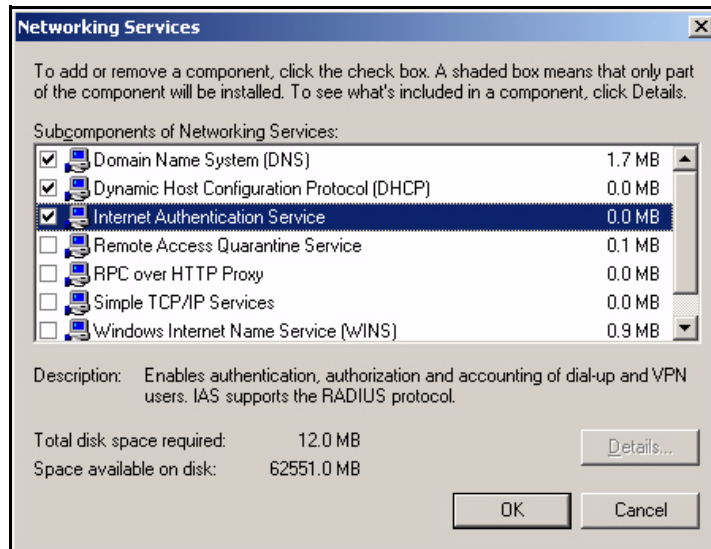 Networking Services
To add or remove a component, click the check box. A shaded box means that only part
of the component will be installed. To see what's included in a component, click Details.
Subcomponents of Networking Services:
Domain Name System (DNS) 1.7 MB
Dynamic Host Configuration Protocol (DHCP) 0.0 MB
Internet Authentication Service 0.0 MB
Remote Access Quarantine Service 0.1 MB
RPC over HTTP Proxy 0.0 MB
Simple TCP/IP Services 0.0 MB
Windows Internet Name Service (WINS) 0.9 MB
Description: Enables authentication, authorization and accounting of dial-up and VPN
users. IAS supports the RADIUS protocol.
Total disk space required: 12.0 MB
Details...
Space available on disk: 62551.0 MB
OK Cancel